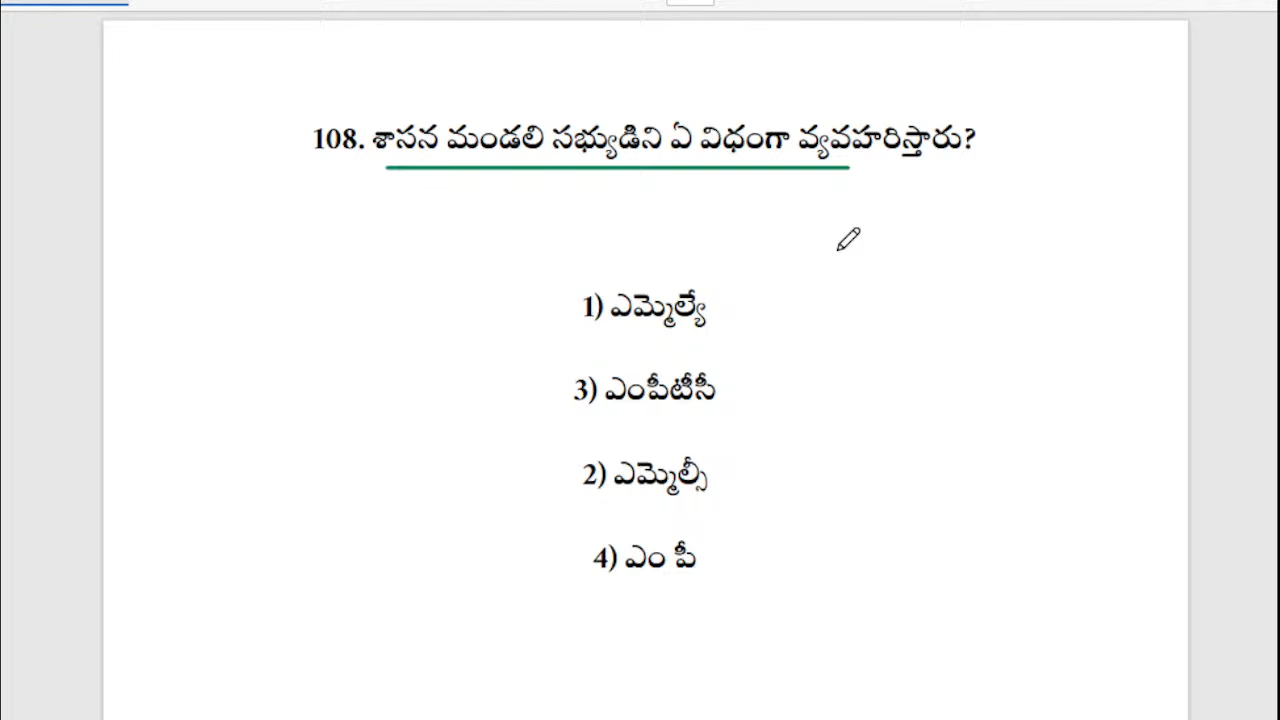 108. శాసన మండలి సభ్యుడిని ఏ విధంగా వ్యవహరిస్తారు?
1) ఎమ్మెల్యే
3) ఎంపీటీసీ
2) ఎమ్మెల్సీ
4) ఎం పీ